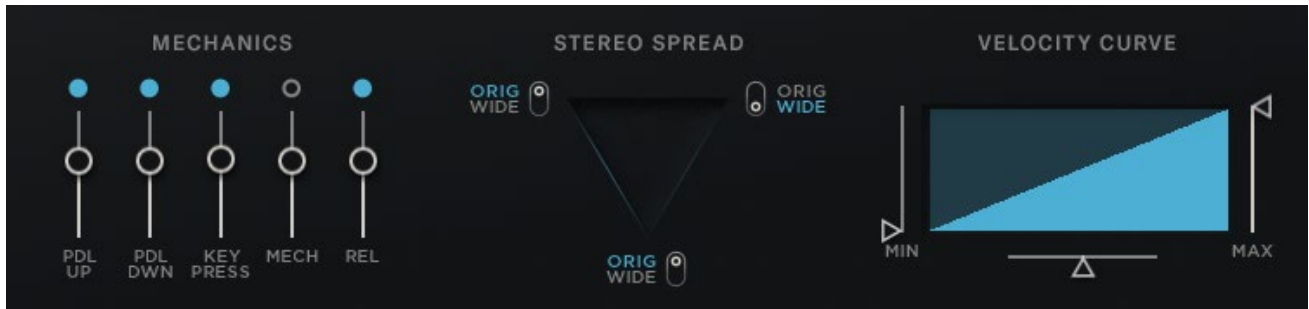 MECHANICS
STEREO SPREAD
VELOCITY CURVE
ORIG
WIDE
ORIG
WIDE
PDL
UP
PDL
DWN
KEY
PRESS
MECH
REL
ORIG
WIDE
MIN
MAX